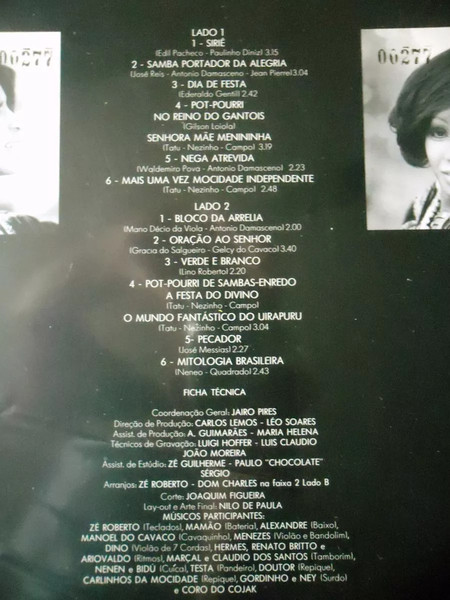 00277
00277
LADO 1
1 - SIRIÊ
(Edil Pacheco - Paulinho Diniz) 3.15
2 - SAMBA PORTADOR DA ALEGRIA
(José Reis - Antonio Damasceno - Jean Pierre) 3.04
3 - DIA DE FESTA
(Ederaldo Gentil) 2.42
4 - POT-POURRI
NO REINO DO GANTOIS
(Gilson Loiola)
SENHORA MÃE MENININHA
(Tatu - Nezinho - Campo) 3.19
5 - NEGA ATREVIDA
(Waldemiro Pova - Antonio Damasceno) 2.23
6 - MAIS UMA VEZ MOCIDADE INDEPENDENTE
(Tatu - Nezinho - Campo) 2.48
LADO 2
1 - BLOCO DA ARRELIA
(Mano Décio da Viola - Antonio Damasceno) 2.00
2 - ORAÇÃO AO SENHOR
(Gracia do Salgueiro - Gelcy do Cavaco) 3.40
3 - VERDE E BRANCO
(Lino Roberto) 2.20
4 - POT-POURRI DE SAMBAS-ENREDO
A FESTA DO DIVINO
(Tatu - Nezinho - Campo)
O MUNDO FANTÁSTICO DO UIRAPURU
(Tatu - Nezinho - Campo) 3.04
5- PECADOR
(José Messias) 2.27
6 - MITOLOGIA BRASILEIRA
(Neneo - Quadrado) 2.43
FICHA TÉCNICA
Coordenação Geral: JAIRO PIRES
Direção de Produção: CARLOS LEMOS - LÉO SOARES
Assist. de Produção: A. GUIMARÃES - MARIA HELENA
Técnicos de Gravação: LUIGI HOFFER - LUIS CLAUDIO
JOÃO MOREIRA
Assist. de Estúdio: ZÉ GUILHERME - PAULO "CHOCOLATE"
SÉRGIO
Arranjos: ZÉ ROBERTO - DOM CHARLES na faixa 2 Lado B
Corte: JOAQUIM FIGUEIRA
Lay-out e Arte Final: NILO DE PAULA
MÚSICOS PARTICIPANTES:
ZÉ ROBERTO (Teclados), MAMÃO (Bateria), ALEXANDRE (Baixo),
MANOEL DO CAVACO (Cavaquinho), MENEZES (Violão e Bandolim),
DINO (Violão de 7 Cordas), HERMES, RENATO BRITTO e
ARIOVALDO (Ritmos), MARÇAL e CLAUDIO DOS SANTOS (Tamborim),
NENEN e BIDÚ (Cuíca), TESTA (Pandeiro), DOUTOR (Repique),
CARLINHOS DA MOCIDADE (Repique), GORDINHO e NEY (Surdo)
e CORO DO COJAK